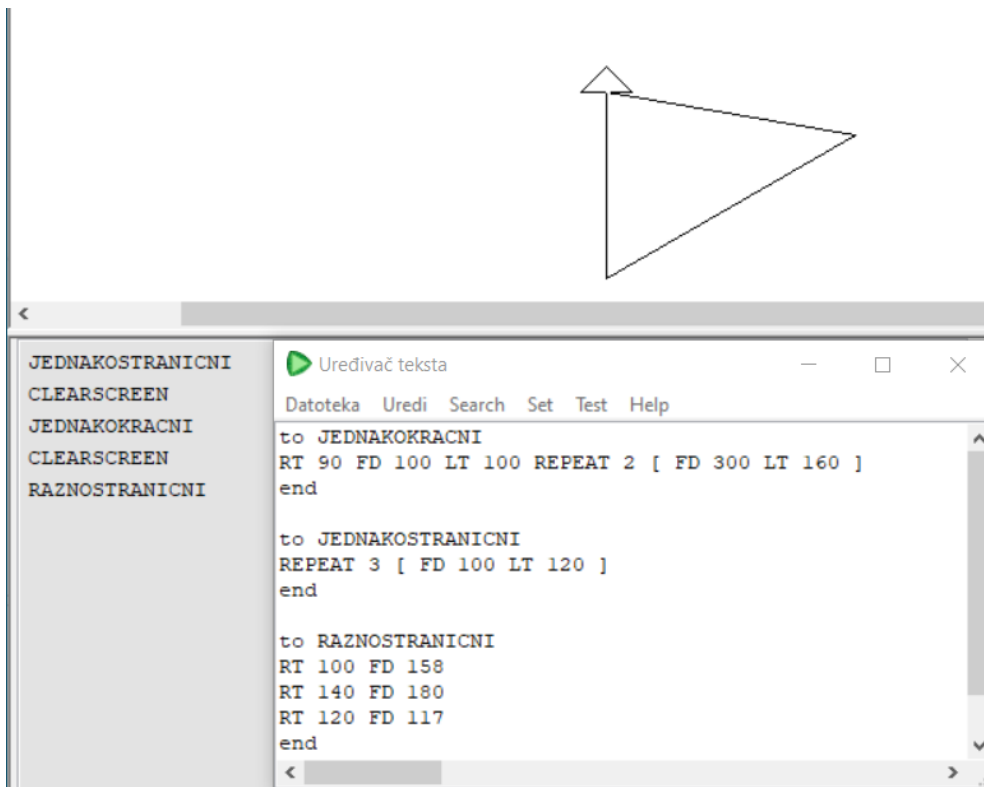 JEDNAKOSTRANICNI
CLEARSCREEN
JEDNAKOKRACNI
CLEARSCREEN
RAZNOSTRANICNI
Uređivač teksta
Datoteka Uredi Search Set Test Help
to JEDNAKOKRACNI
RT 90 FD 100 LT 100 REPEAT 2 [ FD 300 LT 160 ]
end
to JEDNAKOSTRANICNI
REPEAT 3 [ FD 100 LT 120 ]
end
to RAZNOSTRANICNI
RT 100 FD 158
RT 140 FD 180
RT 120 FD 117
end